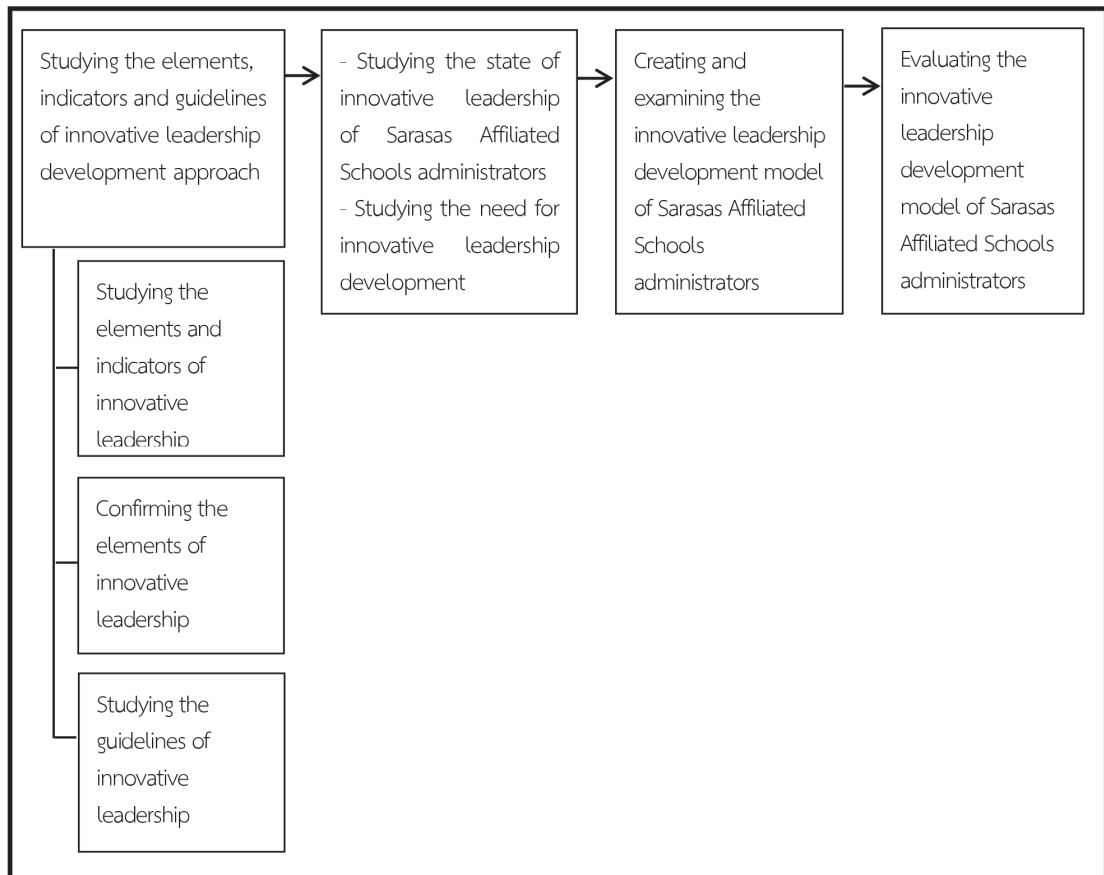 Studying the elements,
indicators and guidelines
of innovative leadership
development approach
- Studying the state of
innovative leadership
of Sarasas Affiliated
Schools administrators
- Studying the need for
innovative leadership
development
Creating and
examining the
innovative leadership
development model
of Sarasas Affiliated
Schools
administrators
Evaluating the
innovative
leadership
development
model of Sarasas
Affiliated Schools
administrators
Studying the
elements and
indicators of
innovative
leadership
Confirming the
elements of
innovative
leadership
Studying the
guidelines of
innovative
leadership